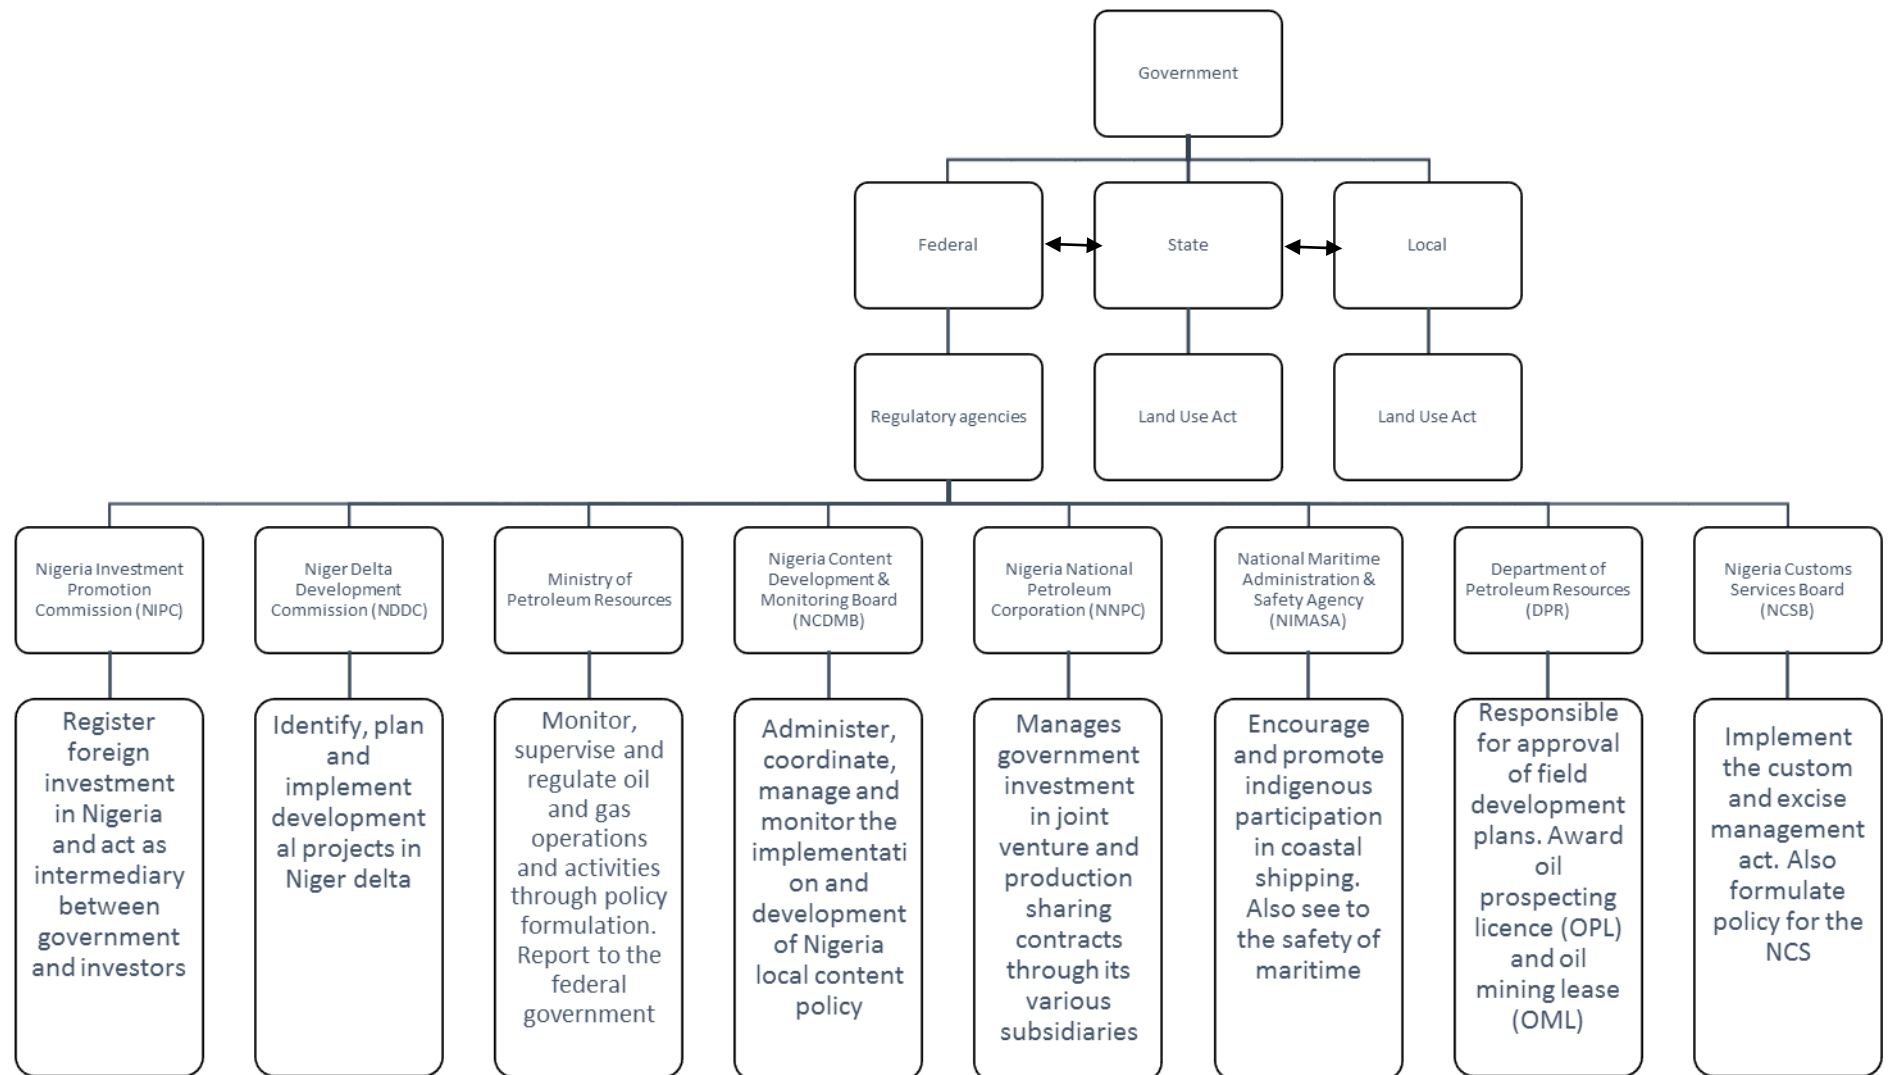 Government
Federal
State
Local
Regulatory agencies
Land Use Act
Land Use Act
Nigeria Investment
Promotion
Commission (NIPC)
Niger Delta
Development
Commission (NDDC)
Ministry of
Petroleum Resources
Nigeria Content
Development &
Monitoring Board
(NCDMB)
Nigeria National
Petroleum
Corporation (NNPC)
National Maritime
Administration &
Safety Agency
(NIMASA)
Department of
Petroleum Resources
(DPR)
Nigeria Customs
Services Board
(NCSB)
Register
foreign
investment
in Nigeria
and act as
intermediary
between
government
and investors
Identify, plan
and
implement
development
al projects in
Niger delta
Monitor,
supervise and
regulate oil
and gas
operations
and activities
through policy
formulation.
Report to the
federal
government
Administer,
coordinate,
manage and
monitor the
implementati
on and
development
of Nigeria
local content
policy
Manages
government
investment
in joint
venture and
production
sharing
contracts
through its
various
subsidiaries
Encourage
and promote
indigenous
participation
in coastal
shipping.
Also see to
the safety of
maritime
Responsible
for approval
of field
development
plans. Award
oil
prospecting
licence (OPL)
and oil
mining lease
(OML)
Implement
the custom
and excise
management
act. Also
formulate
policy for the
NCS